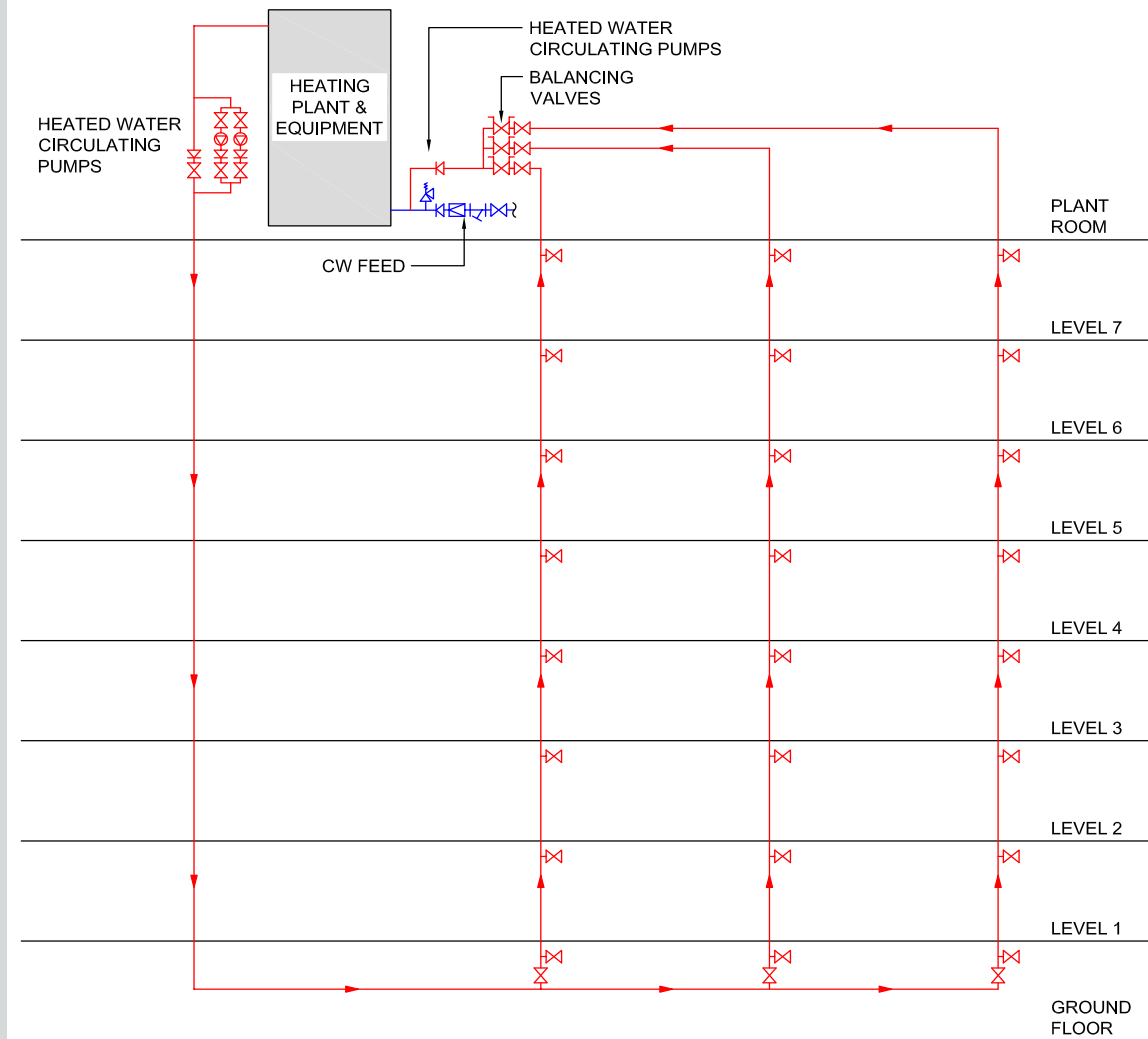 HEATED WATER
CIRCULATING PUMPS
BALANCING
VALVES
HEATING
PLANT &
EQUIPMENT
HEATED WATER
CIRCULATING
PUMPS
CW FEED
PLANT
ROOM
LEVEL 7
LEVEL 6
LEVEL 5
LEVEL 4
LEVEL 3
LEVEL 2
LEVEL 1
GROUND
FLOOR